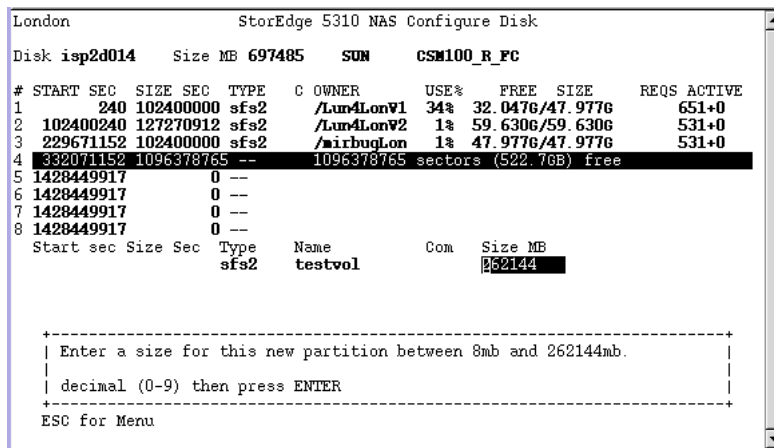 London StorEdge 5310 NAS Configure Disk
Disk isp2d014 Size MB 697485 SUN CSM100_R_FC
# START SEC SIZE SEC TYPE C OWNER USE% FREE SIZE REQS ACTIVE
1 240 102400000 sfs2 /Lun4LonV1 34% 32.047G/47.977G 651+0
2 102400240 127270912 sfs2 /Lun4LonV2 1% 59.630G/59.630G 531+0
3 229671152 102400000 sfs2 /mirbugLon 1% 47.977G/47.977G 531+0
4 332071152 1096378765 -- 1096378765 sectors (522.7GB) free
5 1428449917 0 --
6 1428449917 0 --
7 1428449917 0 --
8 1428449917 0 --
Start sec Size Sec Type Name Com Size MB
sfs2 testvol 262144
+------------------------------------------------------------------------+
| Enter a size for this new partition between 8mb and 262144mb. |
| |
| decimal (0-9) then press ENTER |
+------------------------------------------------------------------------+
ESC for Menu